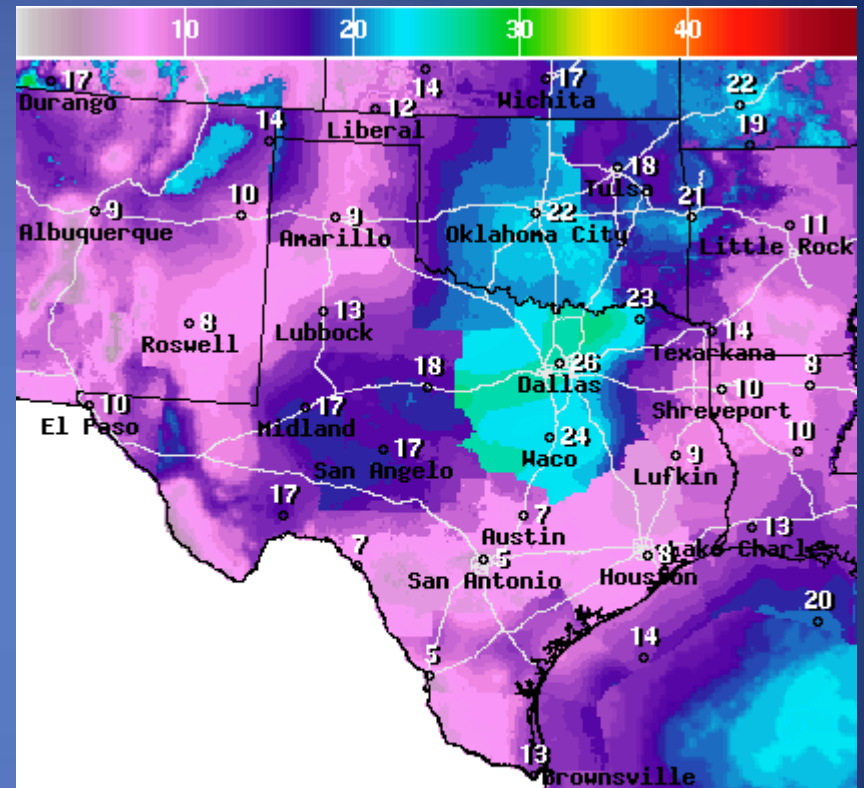 10 20 30 40
17
Durango
14
12
Liberal
17
Wichita
22
14
19
18
Tulsa
9
Albuquerque
10
9
Amarillo
22
Oklahoma City
21
11
Little Rock
8
Roswell
13
Lubbock
23
14
Texarkana
10
El Paso
17
Midland
18
26
Dallas
10
Shreveport
8
17
San Angelo
24
Waco
9
Lufkin
10
17
7
Austin
13
Lake Charl
7
5
San Antonio
8
Houston
20
14
5
13
Brownsville